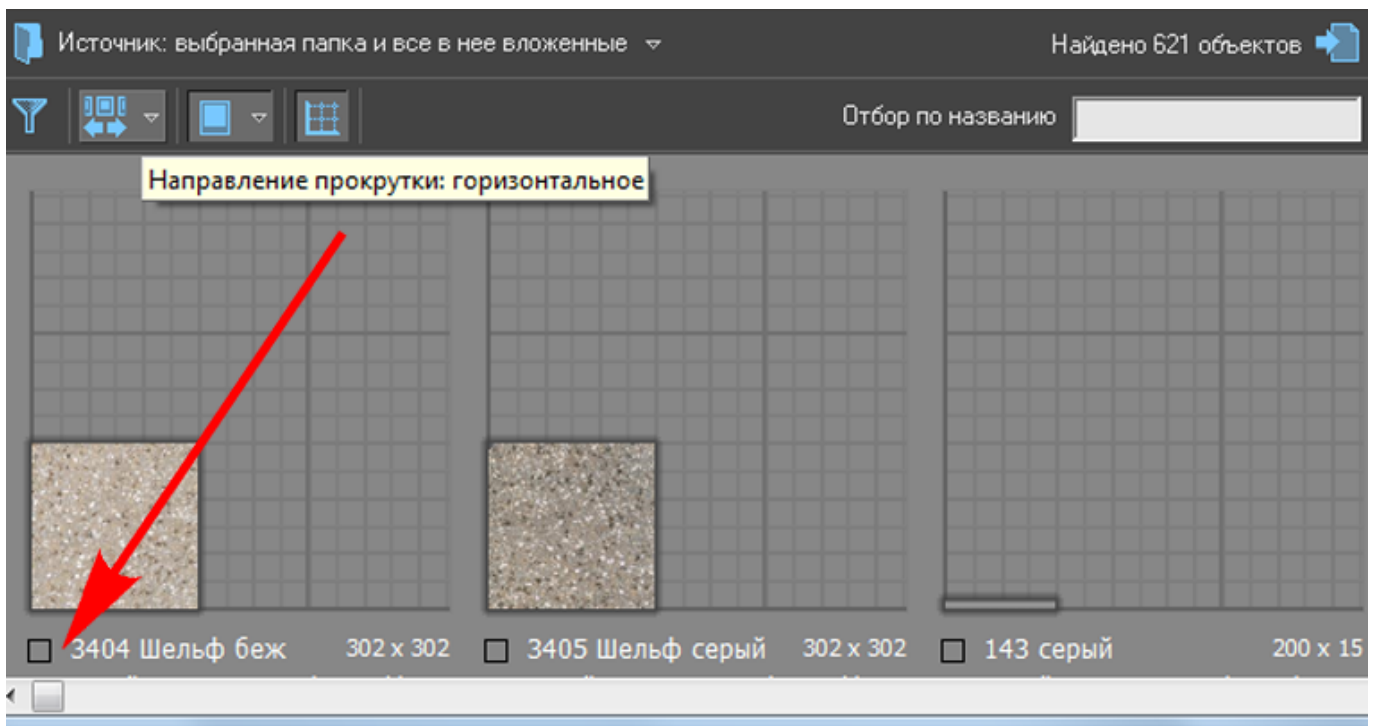 Источник: выбранная папка и все в нее вложенные
Найдено 621 объектов
Отбор по названию
Направление прокрутки: горизонтальное
3404 Шельф беж 302 x 302
3405 Шельф серый 302 x 302
143 серый 200 x 15